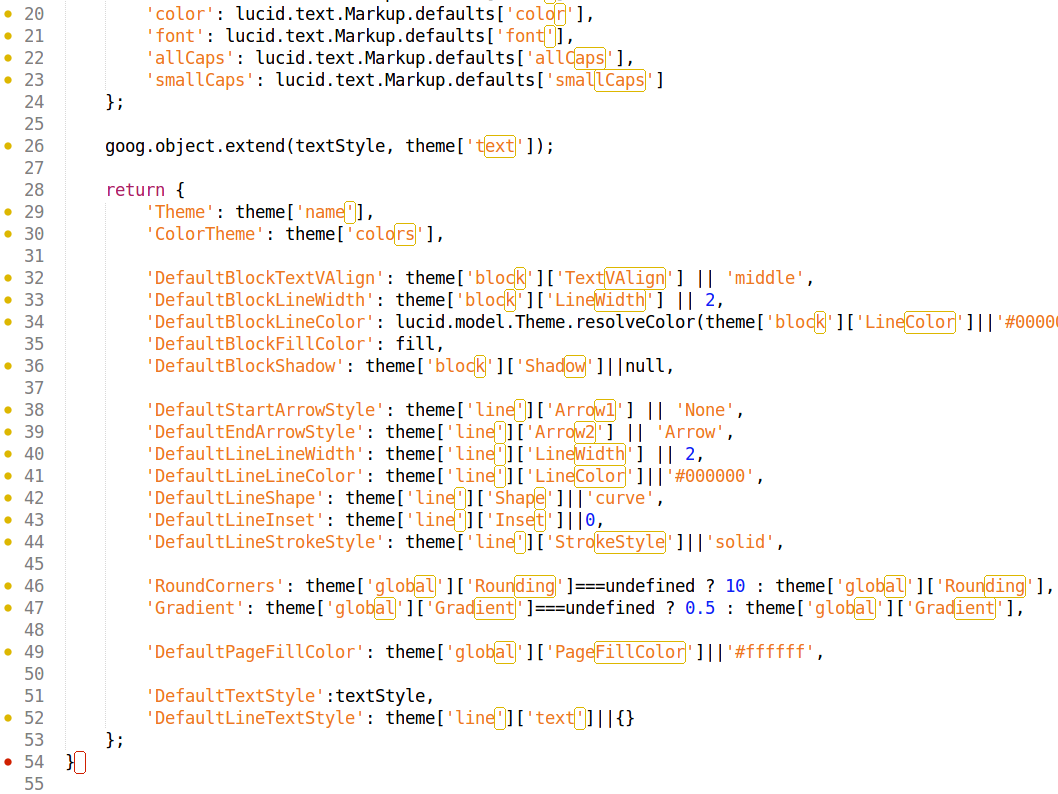 20 'color': lucid.text.Markup.defaults['color'],
21 'font': lucid.text.Markup.defaults['font'],
22 'allCaps': lucid.text.Markup.defaults['allCaps'],
23 'smallCaps': lucid.text.Markup.defaults['smallCaps']
24 };
25
26 goog.object.extend(textStyle, theme['text']);
27
28 return {
29 'Theme': theme['name'],
30 'ColorTheme': theme['colors'],
31
32 'DefaultBlockTextVAlign': theme['block']['TextVAlign'] || 'middle',
33 'DefaultBlockLineWidth': theme['block']['LineWidth'] || 2,
34 'DefaultBlockLineColor': lucid.model.Theme.resolveColor(theme['block']['LineColor']||'#0000
35 'DefaultBlockFillColor': fill,
36 'DefaultBlockShadow': theme['block']['Shadow']||null,
37
38 'DefaultStartArrowStyle': theme['line']['Arrow1'] || 'None',
39 'DefaultEndArrowStyle': theme['line']['Arrow2'] || 'Arrow',
40 'DefaultLineLineWidth': theme['line']['LineWidth'] || 2,
41 'DefaultLineLineColor': theme['line']['LineColor']||'#000000',
42 'DefaultLineShape': theme['line']['Shape']||'curve',
43 'DefaultLineInset': theme['line']['Inset']||0,
44 'DefaultLineStrokeStyle': theme['line']['StrokeStyle']||'solid',
45
46 'RoundCorners': theme['global']['Rounding']===undefined ? 10 : theme['global']['Rounding'],
47 'Gradient': theme['global']['Gradient']===undefined ? 0.5 : theme['global']['Gradient'],
48
49 'DefaultPageFillColor': theme['global']['PageFillColor']||'#ffffff',
50
51 'DefaultTextStyle':textStyle,
52 'DefaultLineTextStyle': theme['line']['text']||{}
53 };
54 }
55